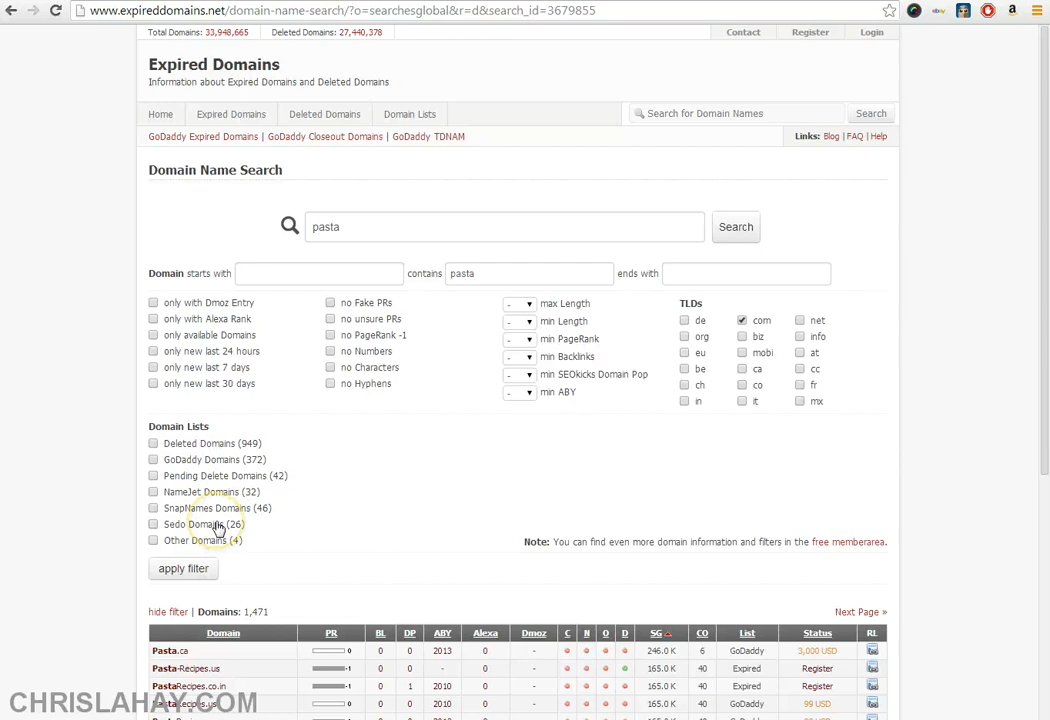 www.expireddomains.net/domain-name-search/?o=searchesglobal&r=d&search_id=3679855
Total Domains: 33,948,665 Deleted Domains: 27,440,378 Contact Register Login
Expired Domains
Information about Expired Domains and Deleted Domains
Home Expired Domains Deleted Domains Domain Lists Search for Domain Names Search
GoDaddy Expired Domains | GoDaddy Closeout Domains | GoDaddy TDNAM Links: Blog | FAQ | Help
Domain Name Search
pasta Search
Domain starts with contains pasta ends with
only with Dmoz Entry no Fake PRs - max Length TLDs
only with Alexa Rank no unsure PRs - min Length de com net
only available Domains no PageRank -1 - min PageRank org biz info
only new last 24 hours no Numbers - min Backlinks eu mobi at
only new last 7 days no Characters - min SEOkicks Domain Pop be ca cc
only new last 30 days no Hyphens - min ABY ch co fr
in it mx
Domain Lists
Deleted Domains (949)
GoDaddy Domains (372)
Pending Delete Domains (42)
NameJet Domains (32)
SnapNames Domains (46)
Sedo Domains (26)
Other Domains (4)
Note: You can find even more domain information and filters in the free memberarea.
apply filter
hide filter | Domains: 1,471 Next Page »
Domain PR BL DP ABY Alexa Dmoz C N O D SG CO List Status RL
Pasta.ca 0 0 0 2013 0 - 246.0 K 6 GoDaddy 3,000 USD
Pasta-Recipes.us -1 0 0 - 0 - 165.0 K 40 Expired Register
PastaRecipes.co.in -1 0 1 2010 0 - 165.0 K 40 Expired Register
PastaRecipes.us 0 0 0 2010 0 - 165.0 K 40 GoDaddy 99 USD
CHRISLAHAY.COM